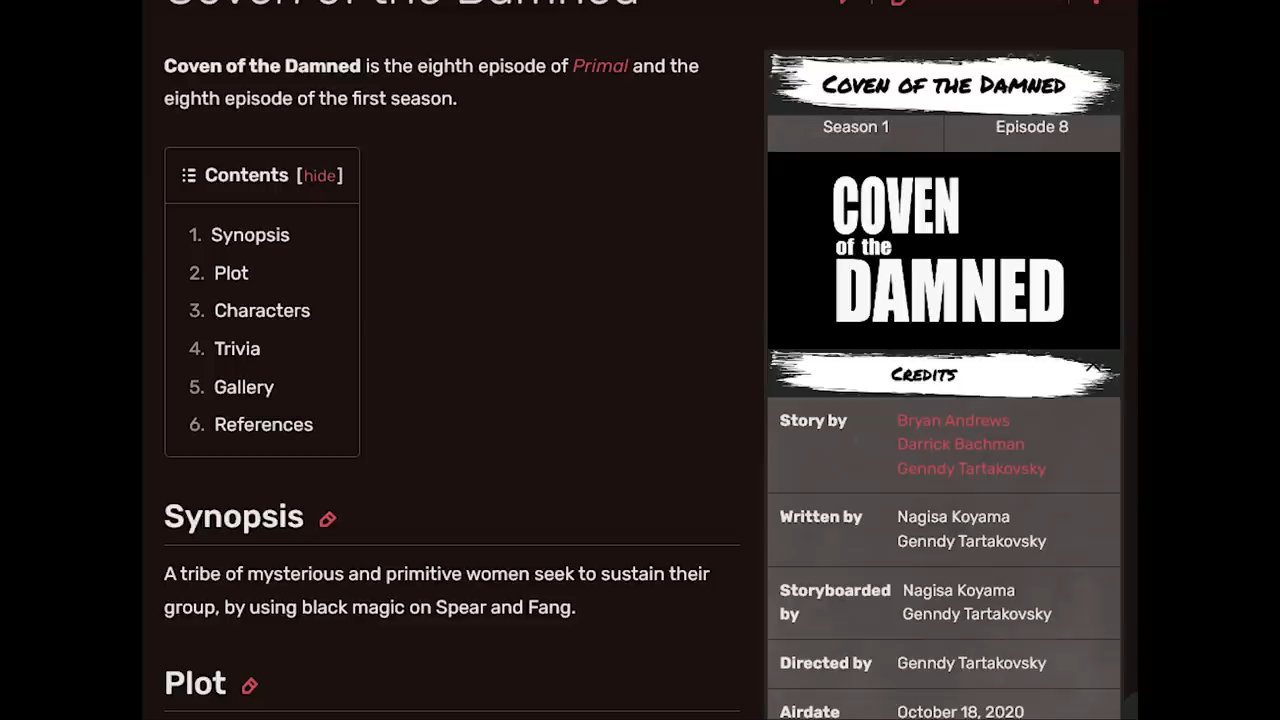 Coven of the Damned
Coven of the Damned is the eighth episode of Primal and the
eighth episode of the first season.
Contents [hide]
1. Synopsis
2. Plot
3. Characters
4. Trivia
5. Gallery
6. References
Synopsis
A tribe of mysterious and primitive women seek to sustain their
group, by using black magic on Spear and Fang.
Plot
Coven of the Damned
Season 1 Episode 8
COVEN
of the
DAMNED
Credits
Story by Bryan Andrews
Darrick Bachman
Genndy Tartakovsky
Written by Nagisa Koyama
Genndy Tartakovsky
Storyboarded Nagisa Koyama
by Genndy Tartakovsky
Directed by Genndy Tartakovsky
Airdate October 18, 2020